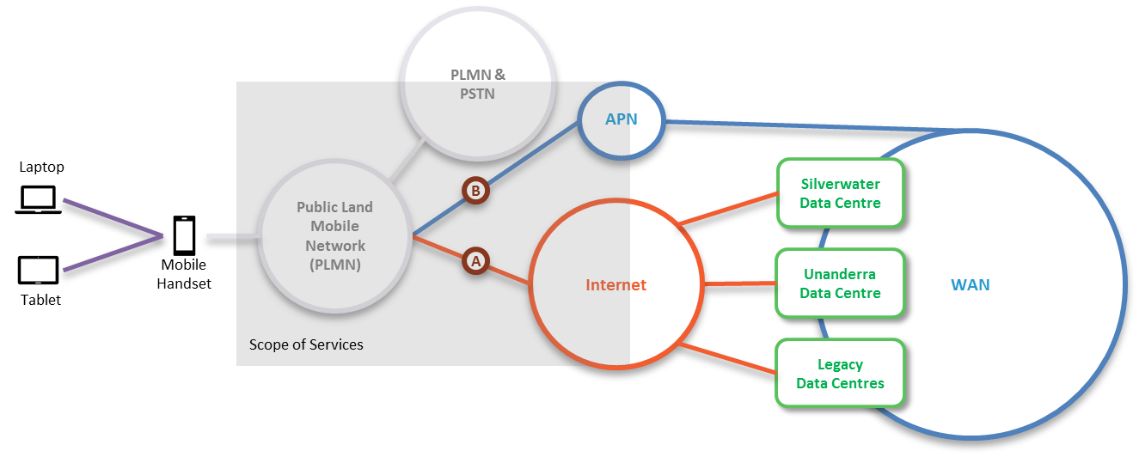 PLMN &
PSTN
APN
Laptop
Silverwater
Data Centre
B
Public Land
Mobile
Network
(PLMN)
Mobile
Handset
A
Tablet
Internet
Unanderra
Data Centre
WAN
Scope of Services
Legacy
Data Centres